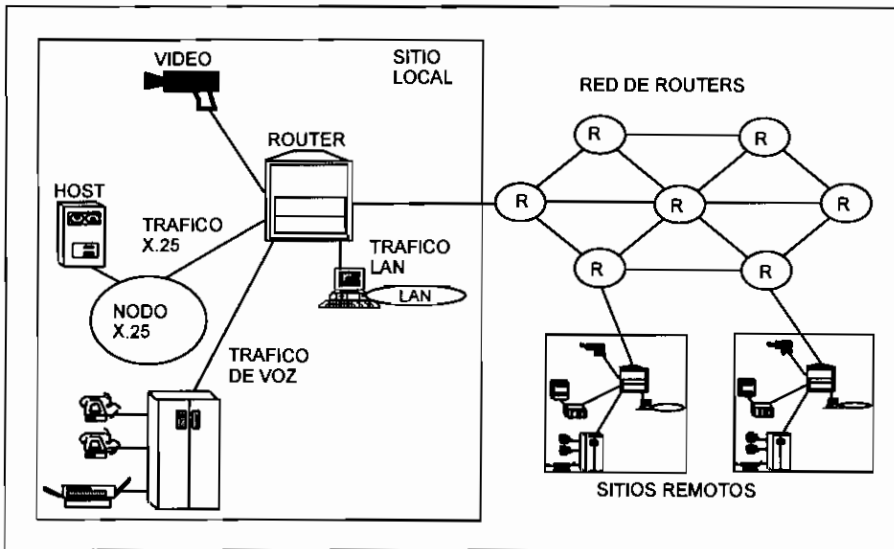 VIDEO
SITIO
LOCAL
ROUTER
HOST
TRAFICO
X.25
NODO
X.25
TRAFICO
LAN
LAN
TRAFICO
DE VOZ
RED DE ROUTERS
R
R
R
R
R
R
R
SITIOS REMOTOS